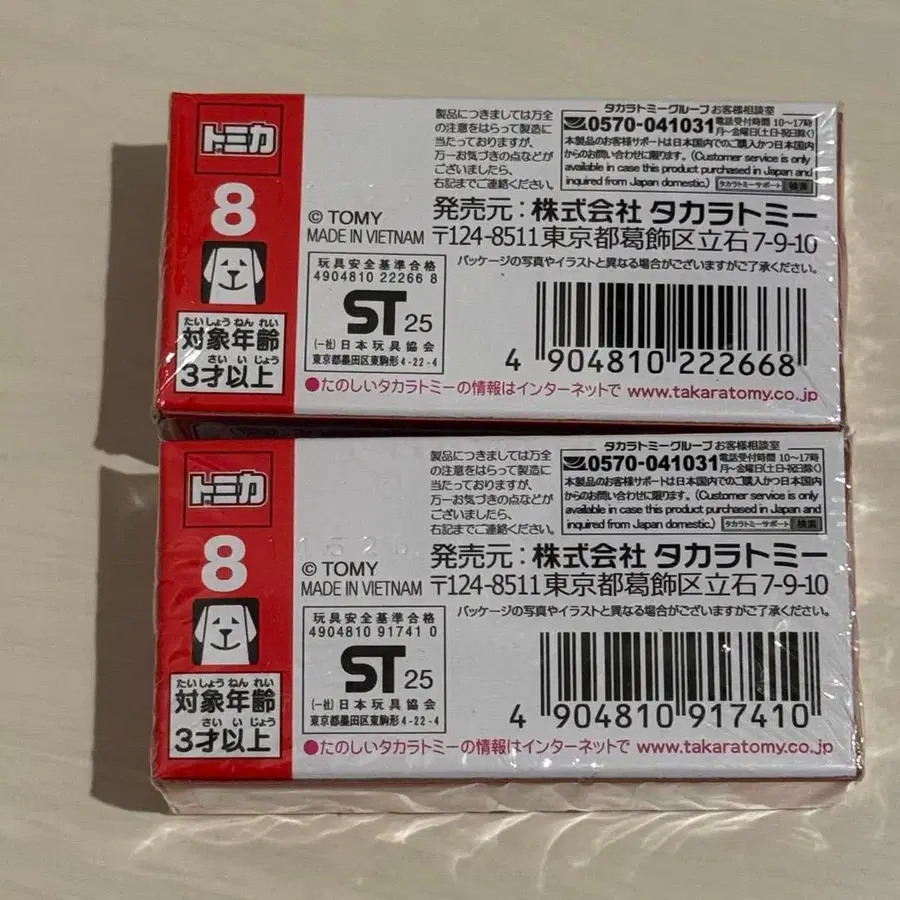 トミカ
8
たいしょう ねん れい
対象年齢
さい い じょう
3才以上
© TOMY
MADE IN VIETNAM
玩具安全基準合格
4904810 22266 8
ST 25
(一社)日本玩具協会
東京都墨田区東駒形4-22-4
製品につきましては万全
の注意をはらって製造に
当たっておりますが、
万一お気づきの点などが
ございましたら、
右記までご連絡ください。
タカラトミーグループ お客様相談室
0570-041031 電話受付時間 10〜17時
月〜金曜日(土日・祝日除く)
本製品のお客様サポートは日本国内でのご購入かつ日本国内
からのお問い合わせに限ります。(Customer service is only
available in case this product purchased in Japan and
inquired from Japan domestic.) タカラトミーサポート 検索
発売元:株式会社 タカラトミー
〒124-8511東京都葛飾区立石7-9-10
パッケージの写真やイラストと異なる場合がございますがご了承ください。
4 904810 222668
●たのしいタカラトミーの情報はインターネットで www.takaratomy.co.jp
トミカ
8
たいしょう ねん れい
対象年齢
さい い じょう
3才以上
© TOMY
MADE IN VIETNAM
玩具安全基準合格
4904810 91741 0
ST 25
(一社)日本玩具協会
東京都墨田区東駒形4-22-4
製品につきましては万全
の注意をはらって製造に
当たっておりますが、
万一お気づきの点などが
ございましたら、
右記までご連絡ください。
タカラトミーグループ お客様相談室
0570-041031 電話受付時間 10〜17時
月〜金曜日(土日・祝日除く)
本製品のお客様サポートは日本国内でのご購入かつ日本国内
からのお問い合わせに限ります。(Customer service is only
available in case this product purchased in Japan and
inquired from Japan domestic.) タカラトミーサポート 検索
発売元:株式会社 タカラトミー
〒124-8511東京都葛飾区立石7-9-10
パッケージの写真やイラストと異なる場合がございますがご了承ください。
4 904810 917410
●たのしいタカラトミーの情報はインターネットで www.takaratomy.co.jp